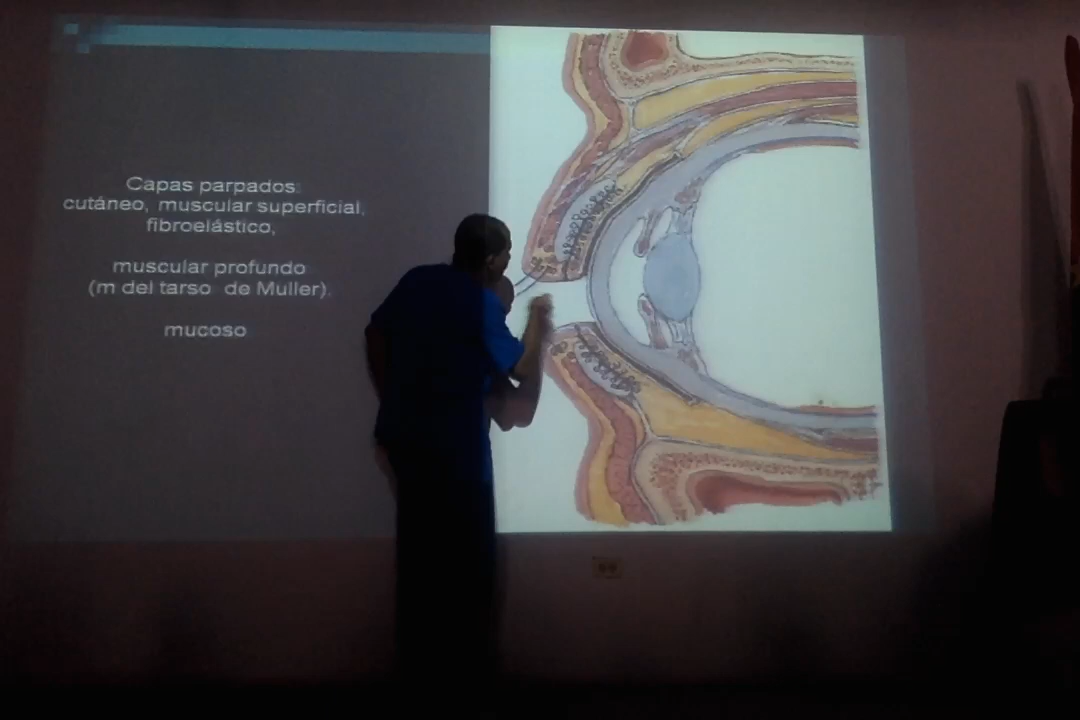 Capas parpados:
cutáneo, muscular superficial,
fibroelástico,
muscular profundo
(m del tarso de Muller).
mucoso